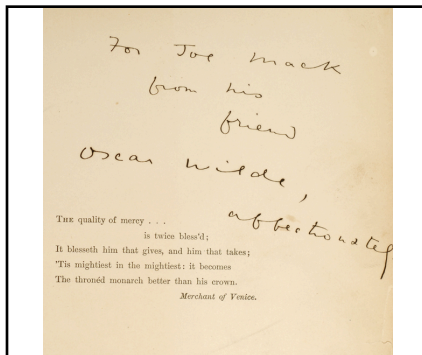 For Joe Mack
from his
friend
Oscar Wilde,
affectionately
THE quality of mercy . . .
is twice bless'd;
It blesseth him that gives, and him that takes;
'Tis mightiest in the mightiest: it becomes
The thronéd monarch better than his crown.
Merchant of Venice.